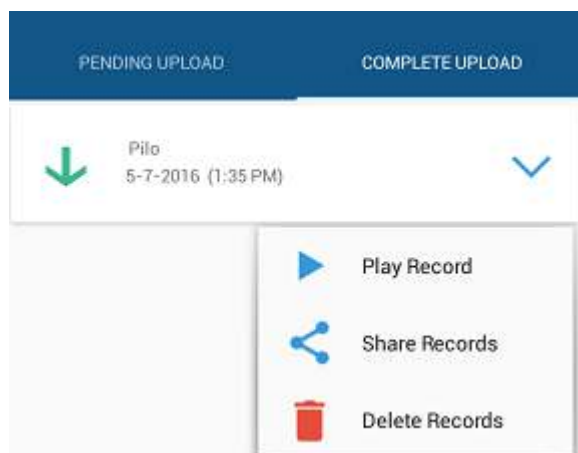 PENDING UPLOAD COMPLETE UPLOAD
Pilo
5-7-2016 (1:35 PM)
Play Record
Share Records
Delete Records